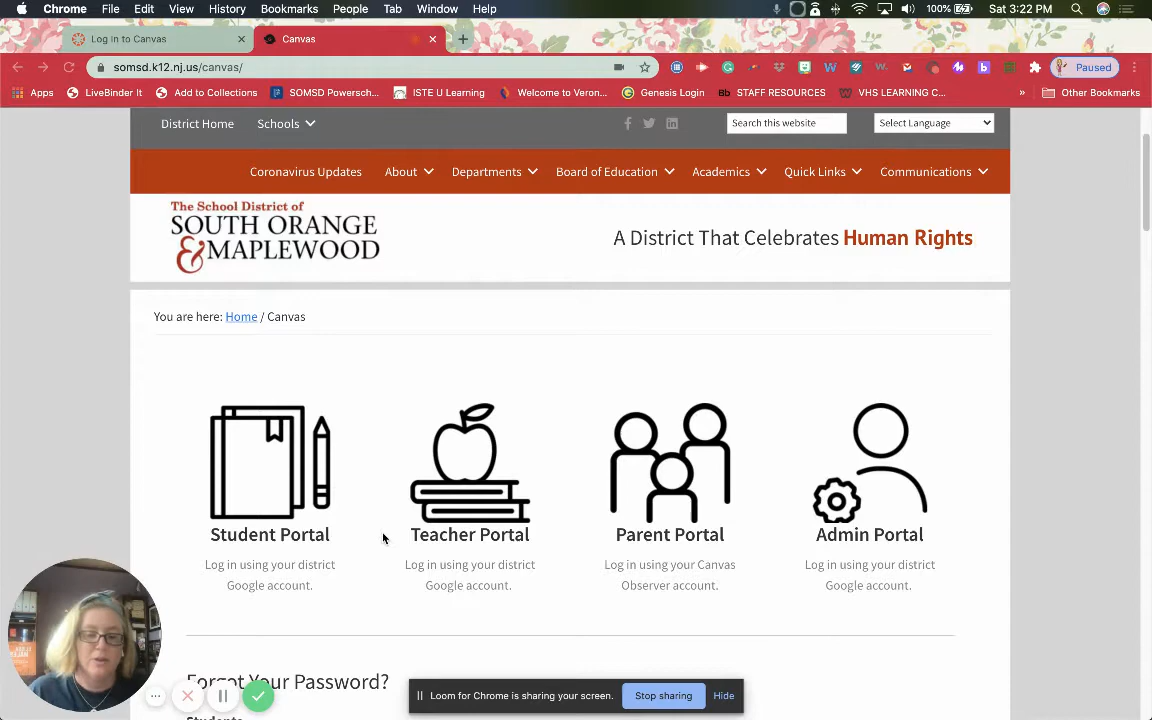 Chrome File Edit View History Bookmarks People Tab Window Help 100% Sat 3:22 PM
Log in to Canvas Canvas
somsd.k12.nj.us/canvas/ Paused
Apps LiveBinder It Add to Collections SOMSD Powersch... ISTE U Learning Welcome to Veron... Genesis Login Bb STAFF RESOURCES VHS LEARNING C... » Other Bookmarks
District Home Schools Search this website Select Language
Coronavirus Updates About Departments Board of Education Academics Quick Links Communications
The School District of
SOUTH ORANGE
& MAPLEWOOD
A District That Celebrates Human Rights
You are here: Home / Canvas
Student Portal Teacher Portal Parent Portal Admin Portal
Log in using your district Log in using your district Log in using your Canvas Log in using your district
Google account. Google account. Observer account. Google account.
Forgot Your Password?
Loom for Chrome is sharing your screen. Stop sharing Hide
Students